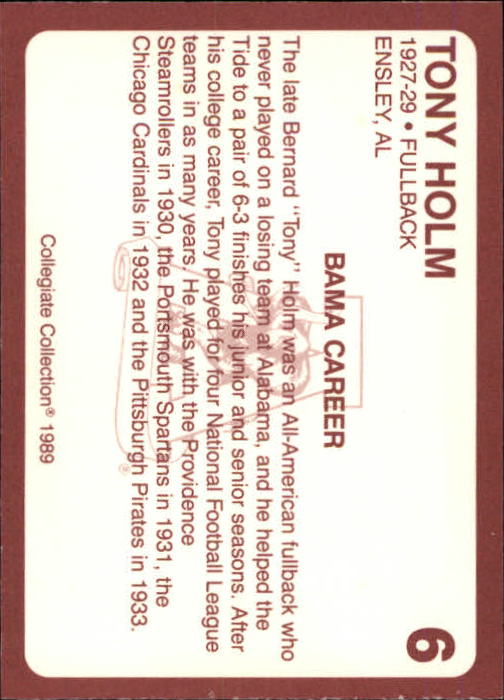 TONY HOLM
6
1927-29 • FULLBACK
ENSLEY, AL
BAMA CAREER
The late Bernard "Tony" Holm was an All-American fullback who
never played on a losing team at Alabama, and he helped the
Tide to a pair of 6-3 finishes his junior and senior seasons. After
his college career, Tony played for four National Football League
teams in as many years. He was with the Providence
Steamrollers in 1930, the Portsmouth Spartans in 1931, the
Chicago Cardinals in 1932 and the Pittsburgh Pirates in 1933.
Collegiate Collection® 1989